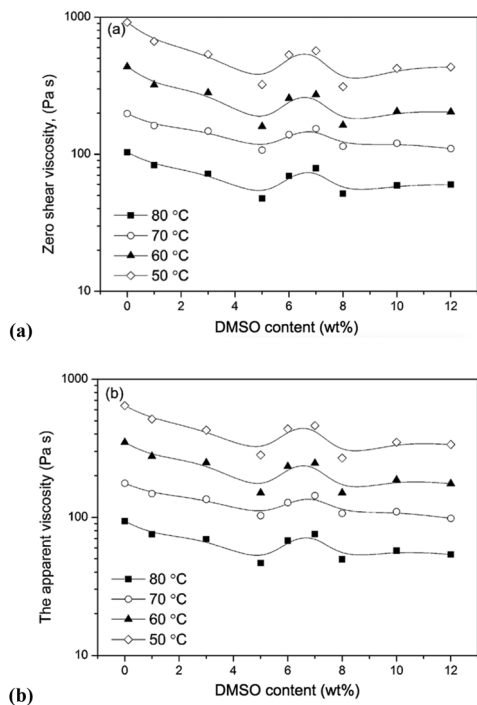 (a)
1000
100
10
Zero shear viscosity, (Pa s)
80 °C
70 °C
60 °C
50 °C
0 2 4 6 8 10 12
DMSO content (wt%)
(a)
(b)
1000
100
10
The apparent viscosity (Pa s)
80 °C
70 °C
60 °C
50 °C
0 2 4 6 8 10 12
DMSO content (wt%)
(b)